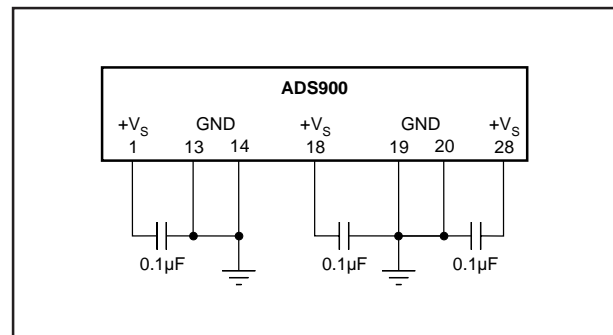 ADS900
+VS GND +VS GND +VS
1 13 14 18 19 20 28
0.1µF 0.1µF 0.1µF